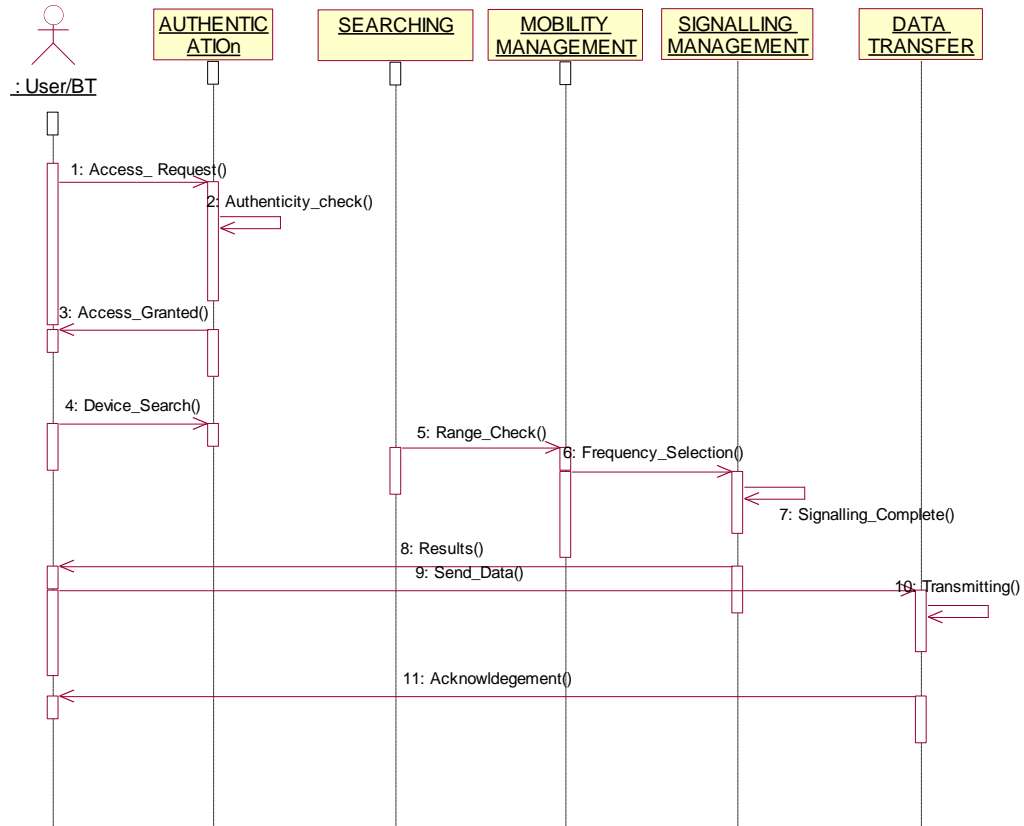 : User/BT
AUTHENTIC
ATIOn
SEARCHING
MOBILITY
MANAGEMENT
SIGNALLING
MANAGEMENT
DATA
TRANSFER
1: Access_ Request()
2: Authenticity_check()
3: Access_Granted()
4: Device_Search()
5: Range_Check()
6: Frequency_Selection()
7: Signalling_Complete()
8: Results()
9: Send_Data()
10: Transmitting()
11: Acknowldegement()